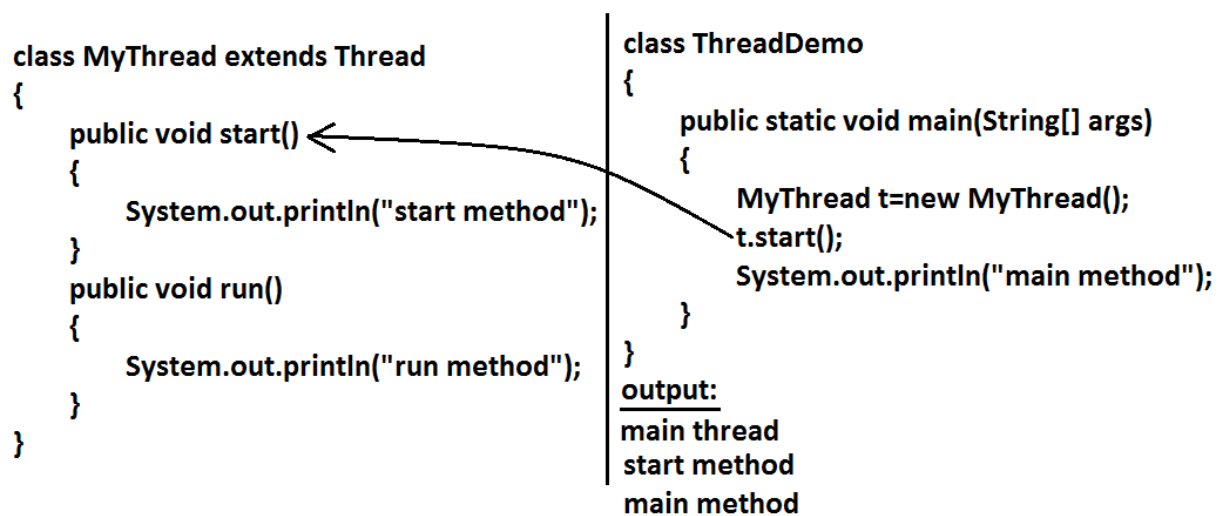 class MyThread extends Thread
{
public void start()
{
System.out.println("start method");
}
public void run()
{
System.out.println("run method");
}
}
class ThreadDemo
{
public static void main(String[] args)
{
MyThread t=new MyThread();
t.start();
System.out.println("main method");
}
}
output:
main thread
start method
main method